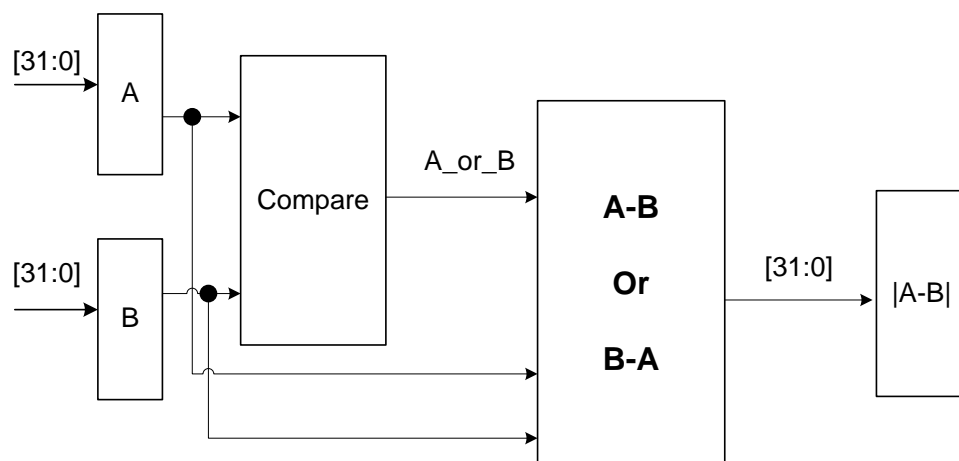 [31:0]
A
Compare
A_or_B
[31:0]
B
A-B
Or
B-A
[31:0]
|A-B|